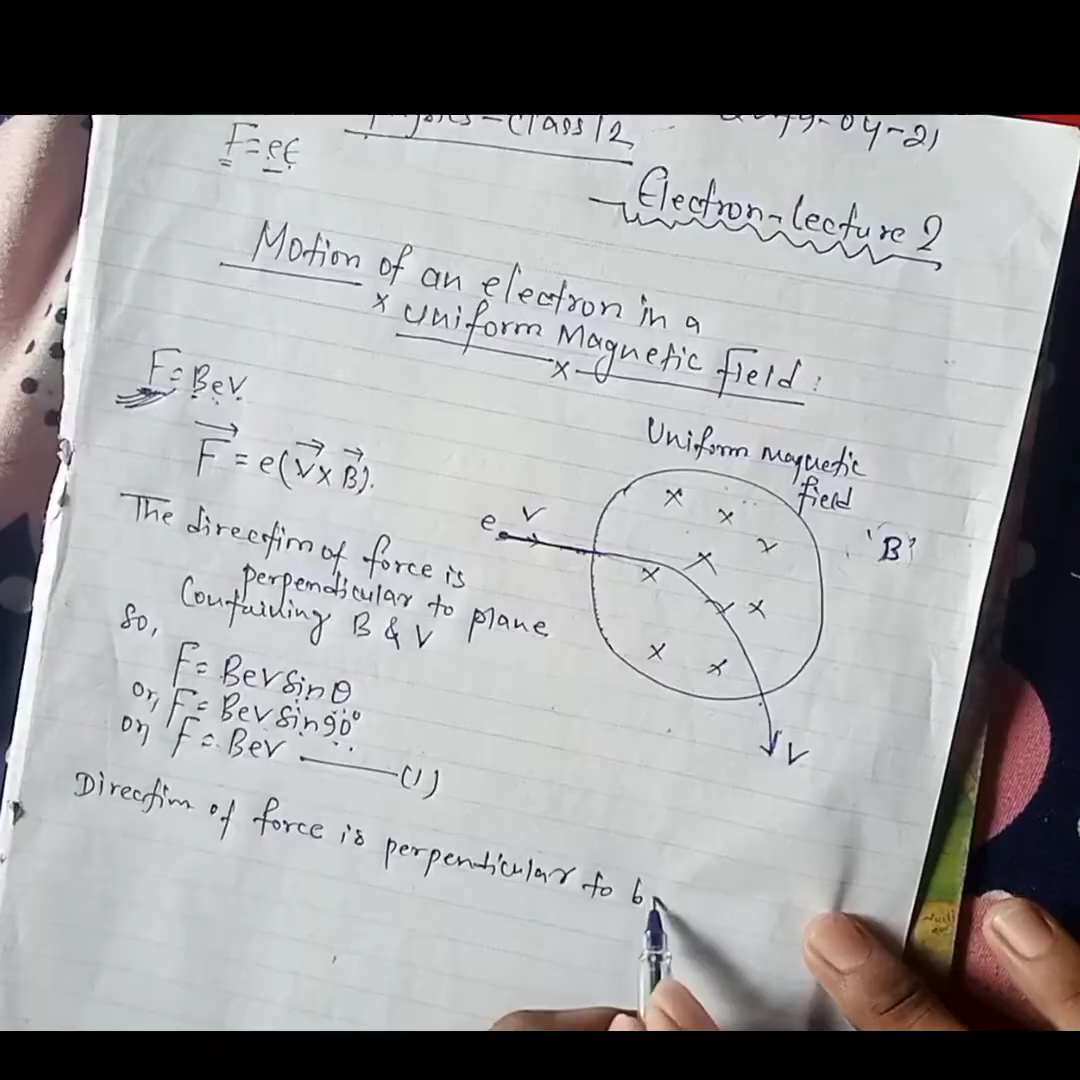 Physics-Class 12
F=eE
Electron-lecture 2
Motion of an electron in a
Uniform Magnetic field:
F=Bev
F = e(V×B).
Uniform magnetic
field
'B'
e V
The direction of force is
perpendicular to plane
Containing B & V
So,
F= Bev Sinθ
or, F= Bev Sin90°
or F= Bev —(1)
V
Direction of force is perpendicular to b